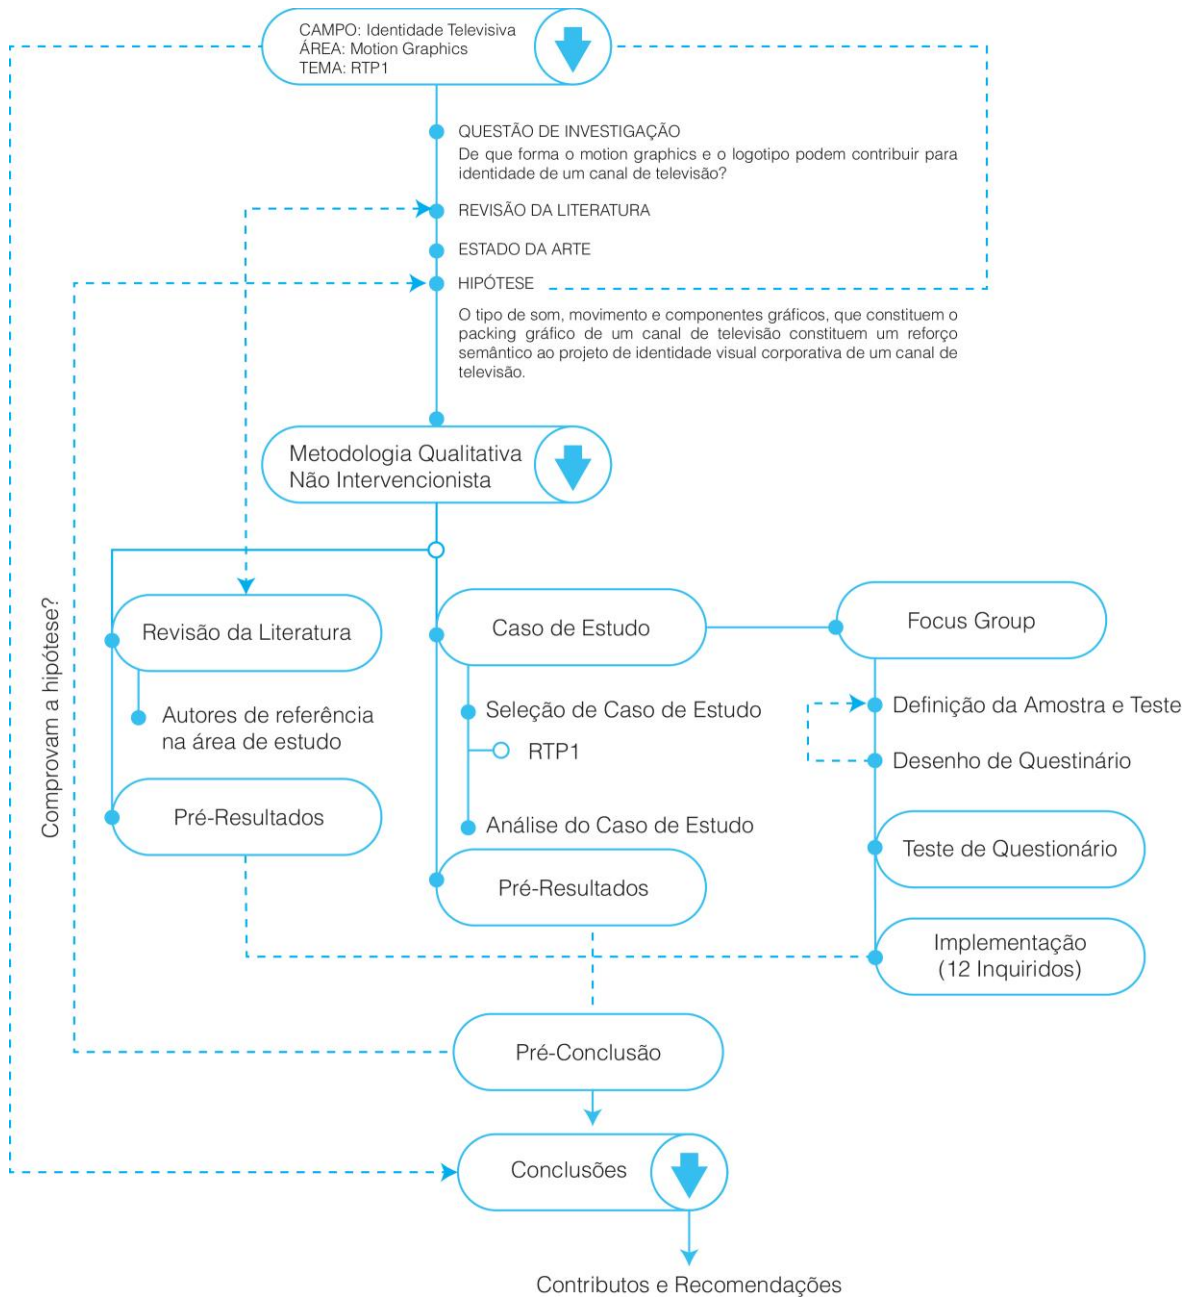 CAMPO: Identidade Televisiva
ÁREA: Motion Graphics
TEMA: RTP1
QUESTÃO DE INVESTIGAÇÃO
De que forma o motion graphics e o logotipo podem contribuir para
identidade de um canal de televisão?
REVISÃO DA LITERATURA
ESTADO DA ARTE
HIPÓTESE
O tipo de som, movimento e componentes gráficos, que constituem o
packing gráfico de um canal de televisão constituem um reforço
semântico ao projeto de identidade visual corporativa de um canal de
televisão.
Metodologia Qualitativa
Não Intervencionista
Comprovam a hipótese?
Revisão da Literatura
Autores de referência
na área de estudo
Pré-Resultados
Caso de Estudo
Seleção de Caso de Estudo
RTP1
Análise do Caso de Estudo
Pré-Resultados
Focus Group
Definição da Amostra e Teste
Desenho de Questinário
Teste de Questionário
Implementação
(12 Inquiridos)
Pré-Conclusão
Conclusões
Contributos e Recomendações